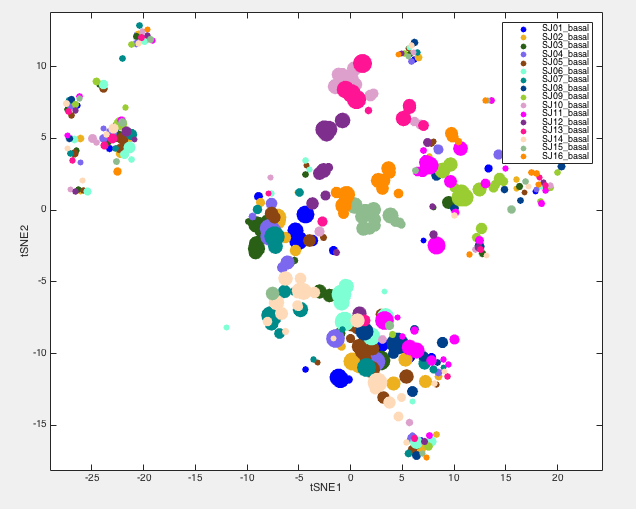 SJ01_basal
SJ02_basal
SJ03_basal
SJ04_basal
SJ05_basal
SJ06_basal
SJ07_basal
SJ08_basal
SJ09_basal
SJ10_basal
SJ11_basal
SJ12_basal
SJ13_basal
SJ14_basal
SJ15_basal
SJ16_basal
10
5
0
-5
-10
-15
tSNE2
-25
-20
-15
-10
-5
0
5
10
15
20
tSNE1